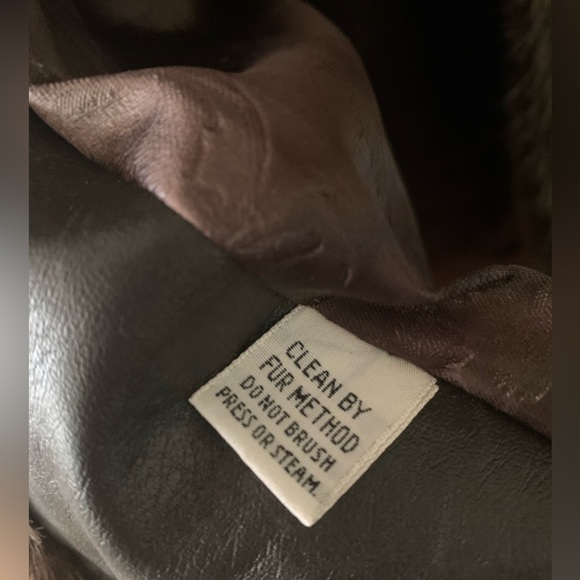 CLEAN BY
FUR METHOD
DO NOT BRUSH
PRESS OR STEAM.